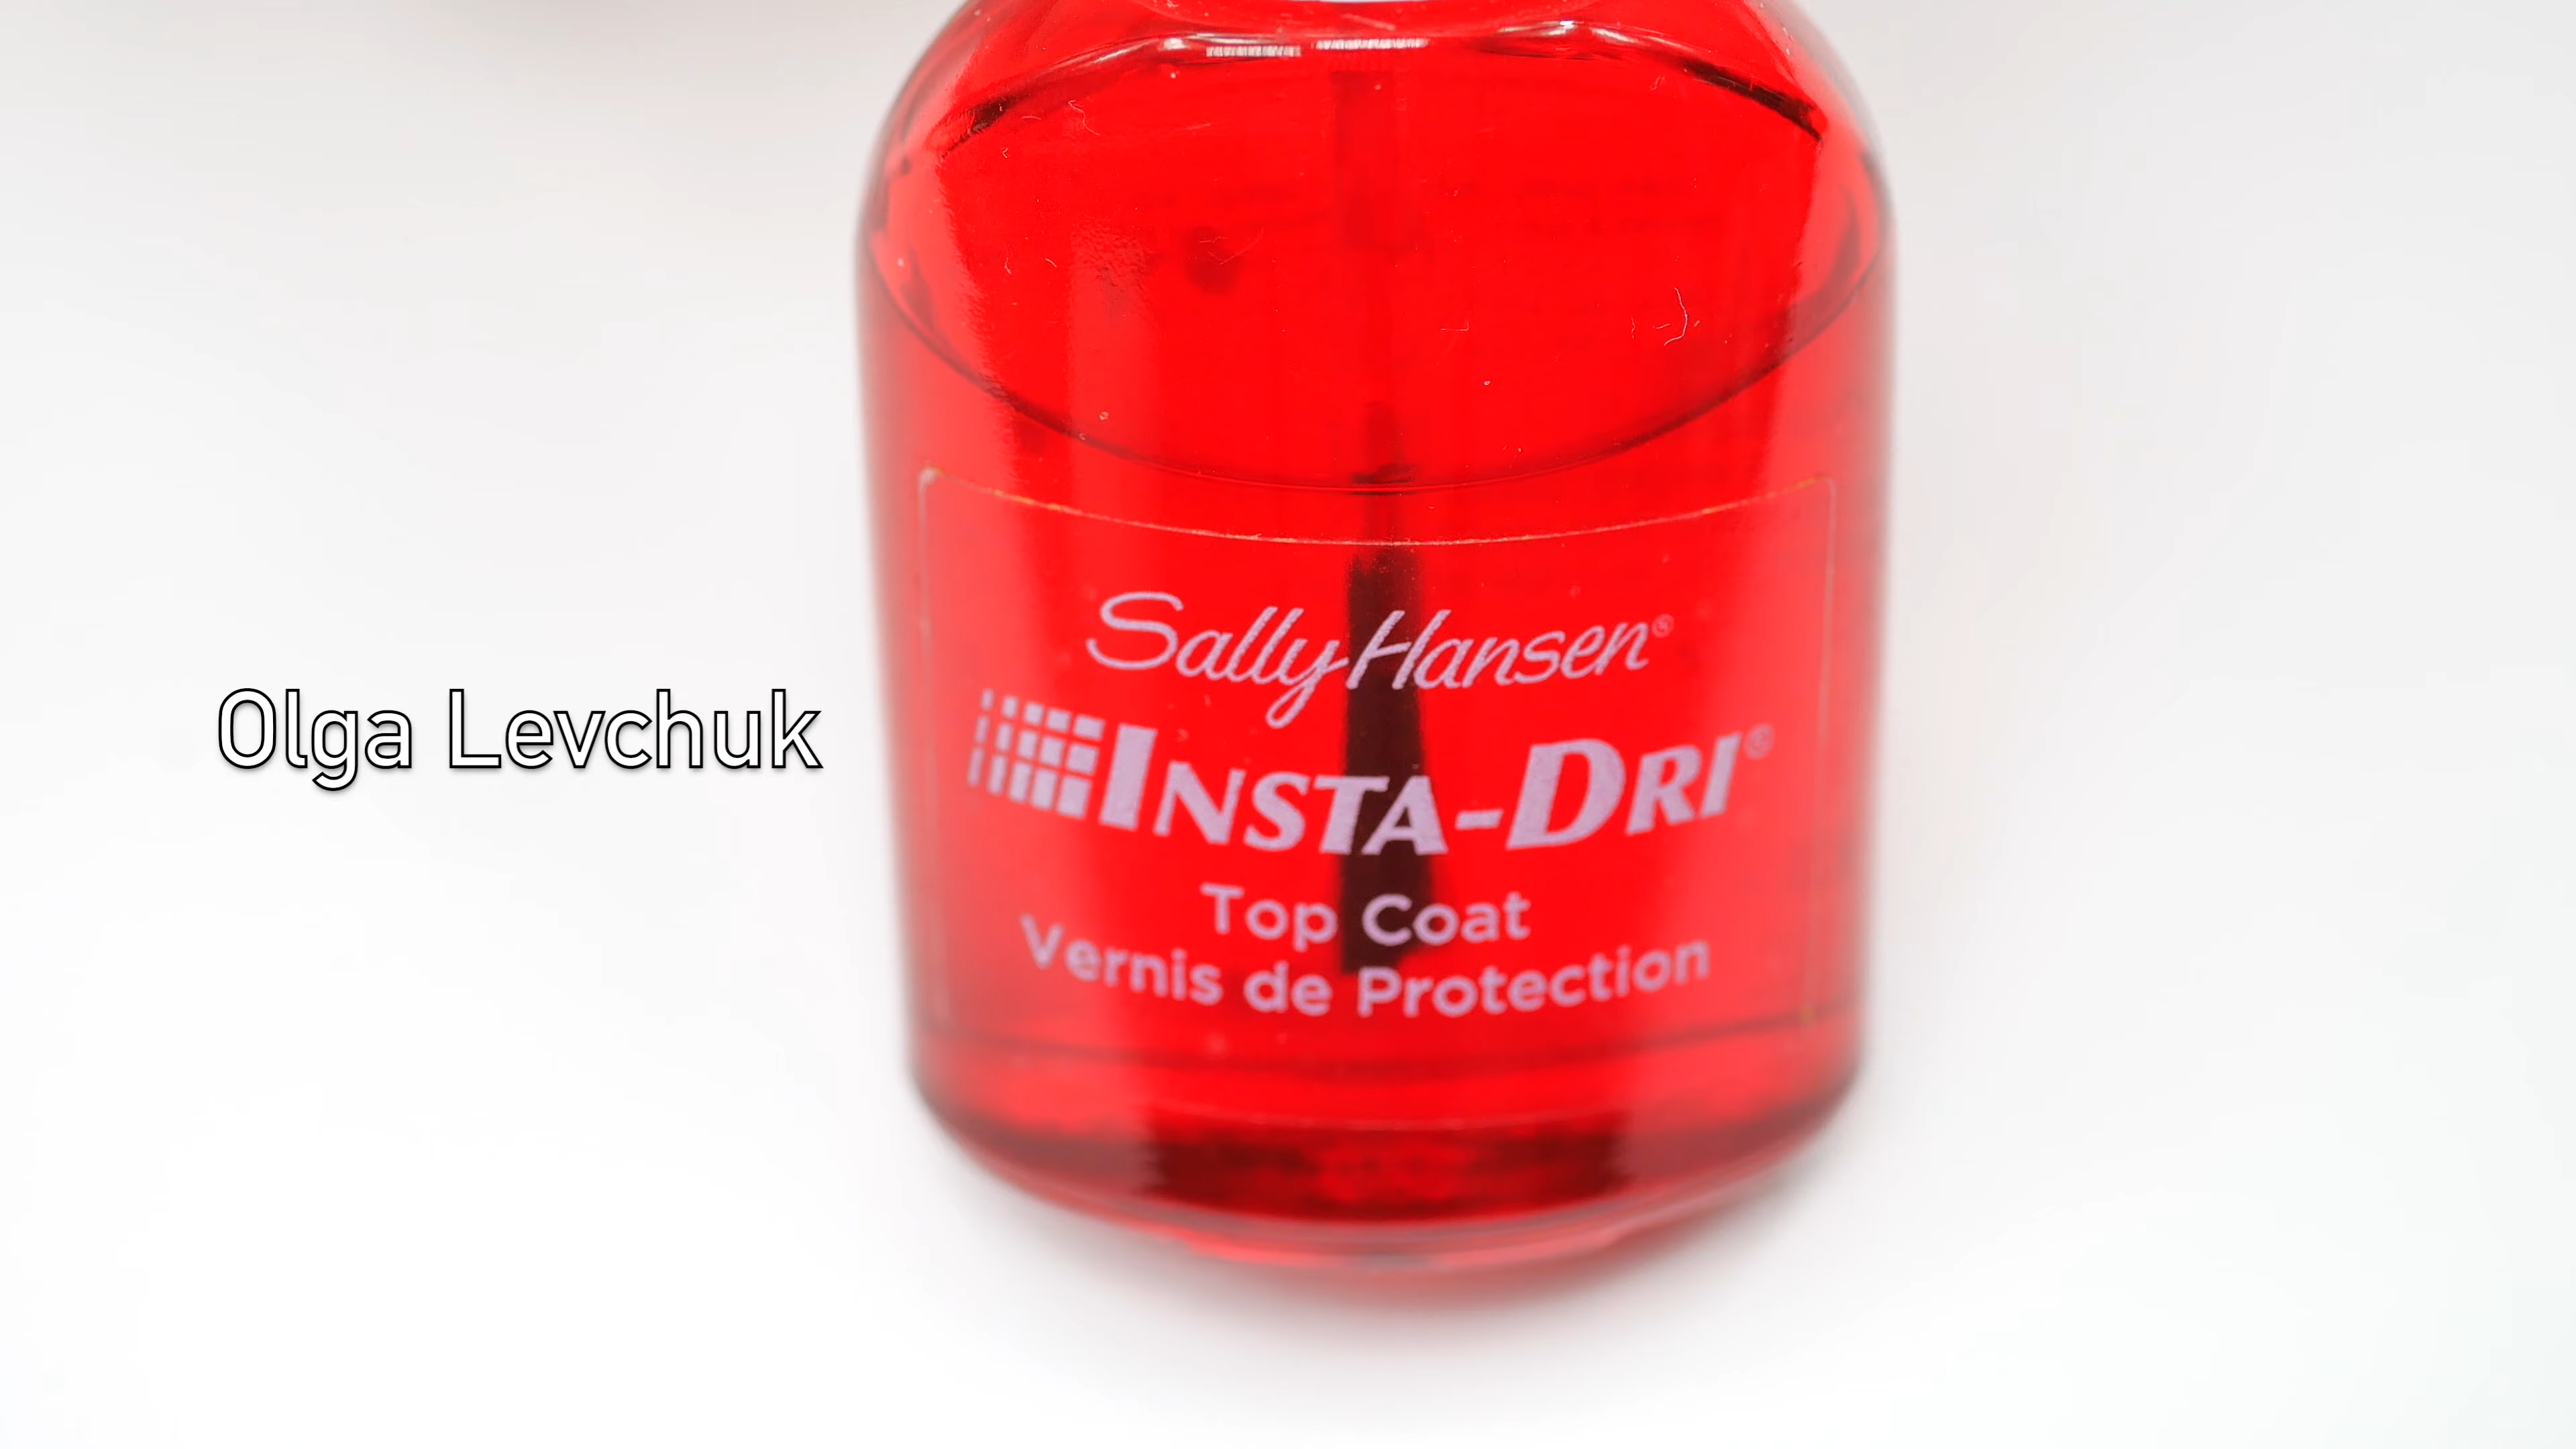 Olga Levchuk
Sally Hansen®
INSTA-DRI®
Top Coat
Vernis de Protection